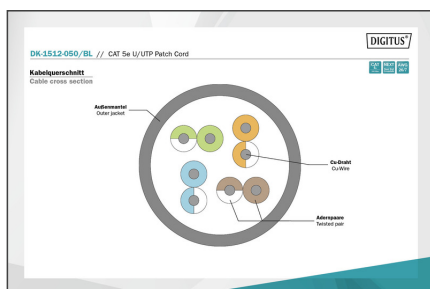 DIGITUS®
DK-1512-050/BL // CAT 5e U/UTP Patch Cord
Kabelquerschnitt
Cable cross section
Außenmantel
Outer jacket
Cu-Draht
Cu-Wire
Adernpaare
Twisted pair